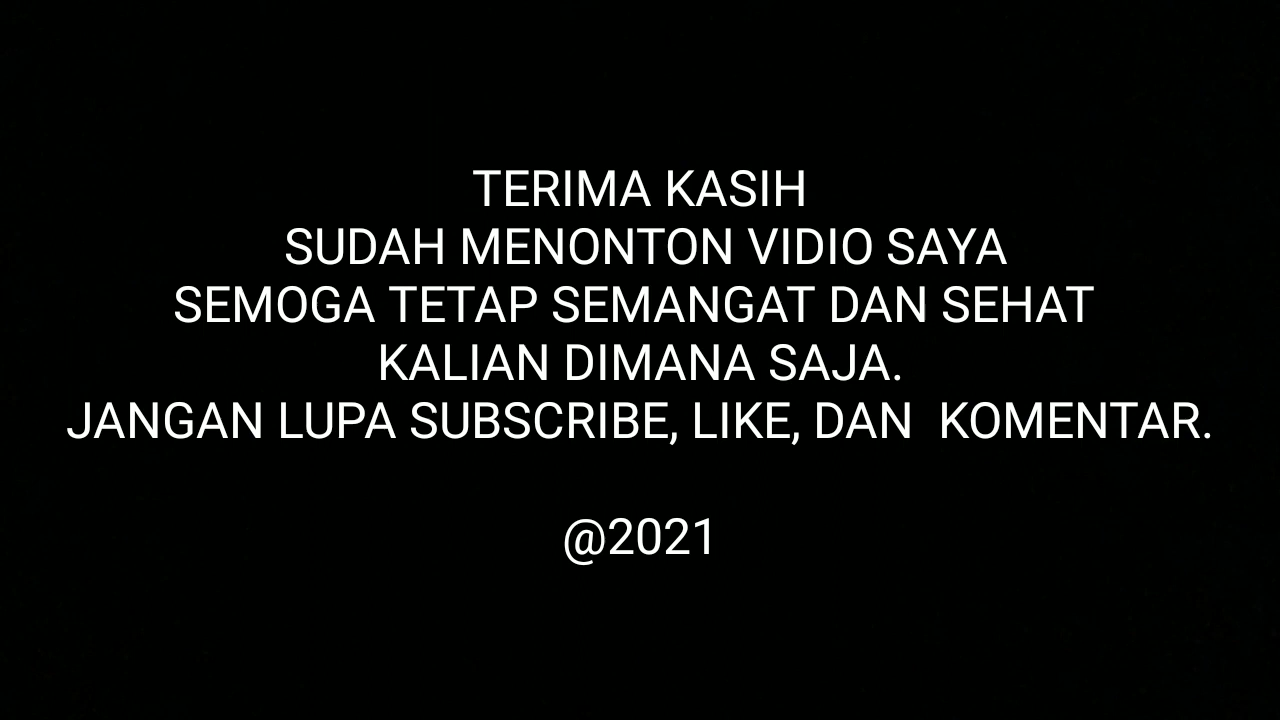 TERIMA KASIH
SUDAH MENONTON VIDIO SAYA
SEMOGA TETAP SEMANGAT DAN SEHAT
KALIAN DIMANA SAJA.
JANGAN LUPA SUBSCRIBE, LIKE, DAN  KOMENTAR.
@2021